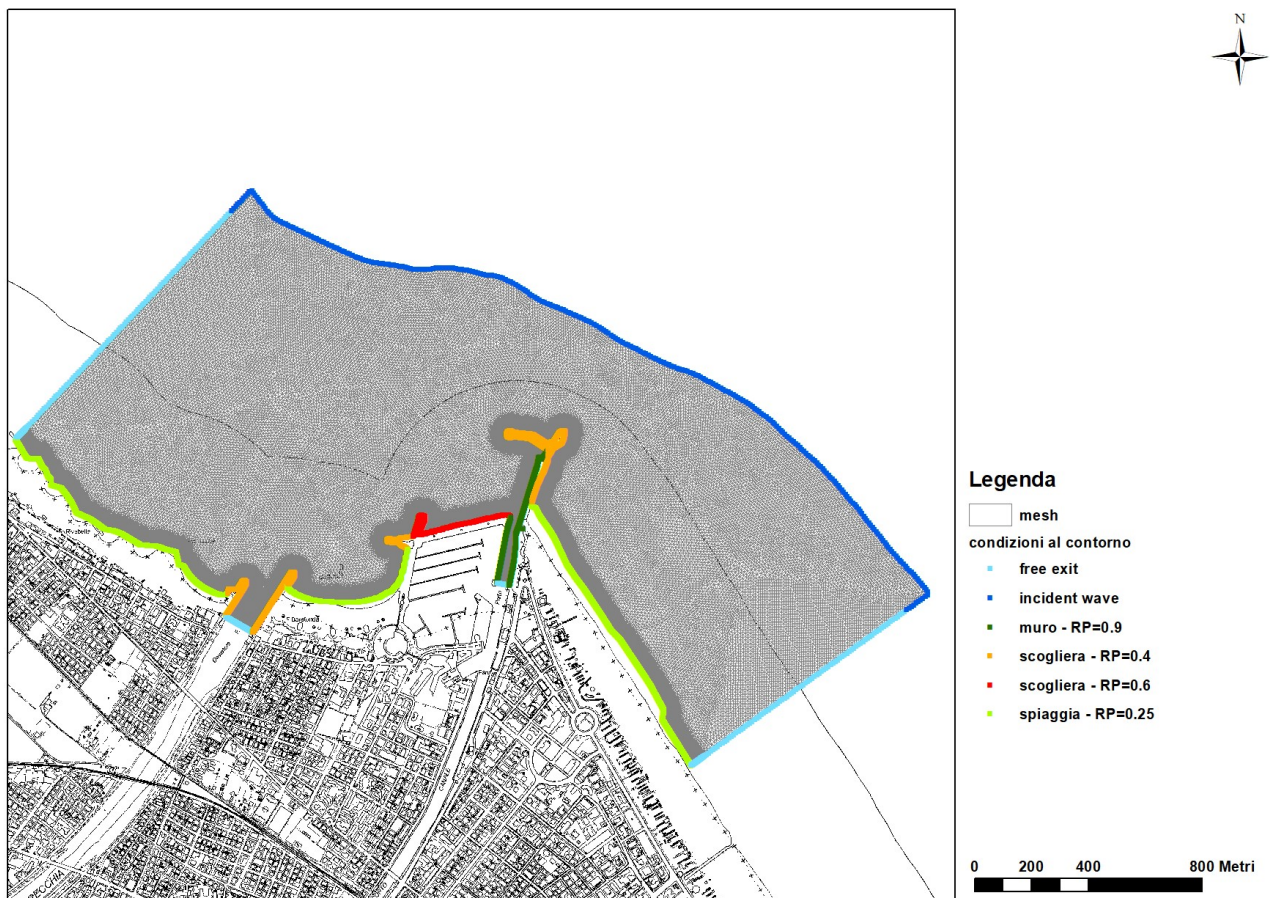 N
Legenda
mesh
condizioni al contorno
free exit
incident wave
muro - RP=0.9
scogliera - RP=0.4
scogliera - RP=0.6
spiaggia - RP=0.25
0 200 400 800 Metri